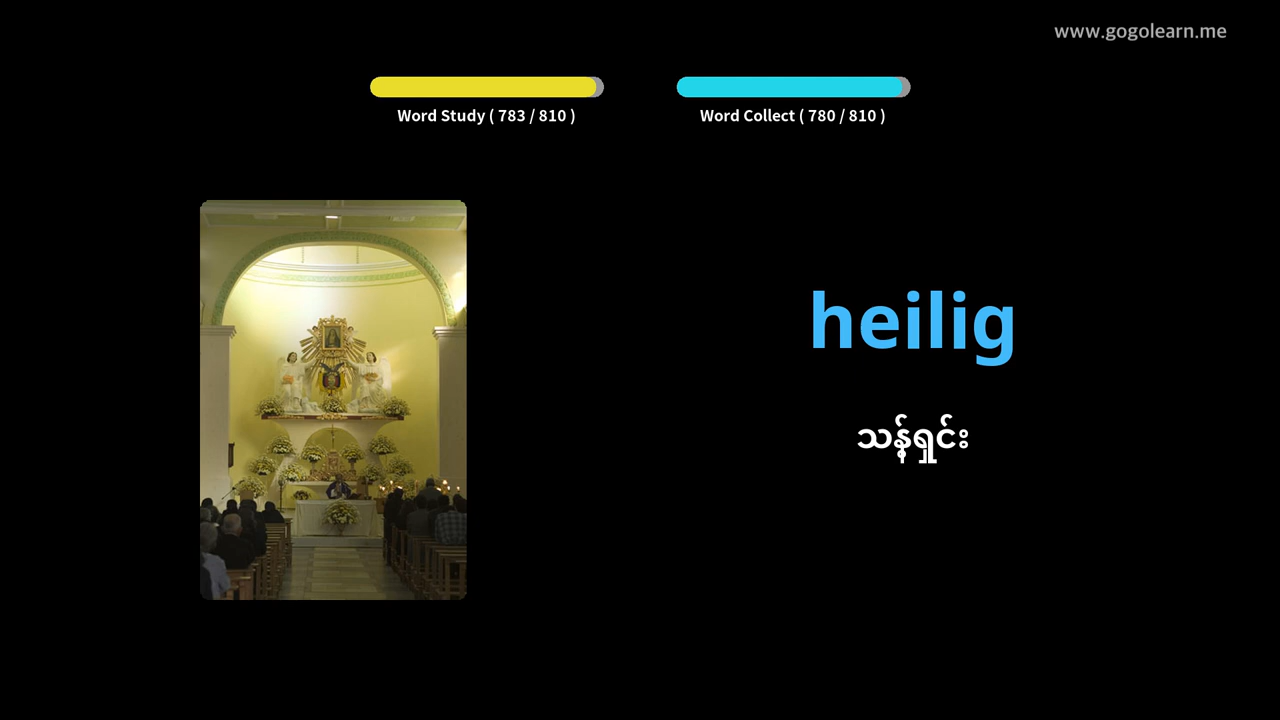 www.gogolearn.me
Word Study ( 783 / 810 )
Word Collect ( 780 / 810 )
heilig
သန့်ရှင်း